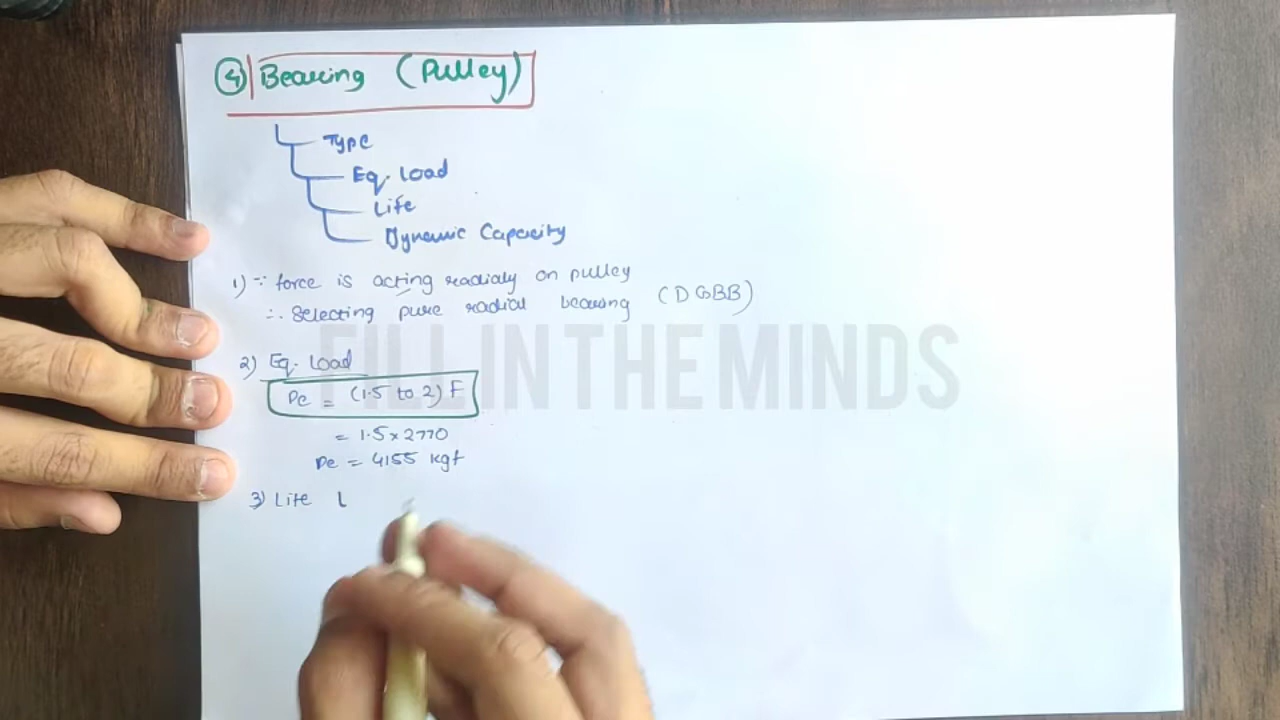 4 Bearing (Pulley)
Type
Eq. Load
Life
Dynamic Capacity
1) ∵ force is acting radialy on pulley
∴ Selecting pure radial bearing (DGBB)
FILL IN THE MINDS
2) Eq. Load
Pe = (1.5 to 2) F
= 1.5 × 2770
Pe = 4155 kgf
3) Life L